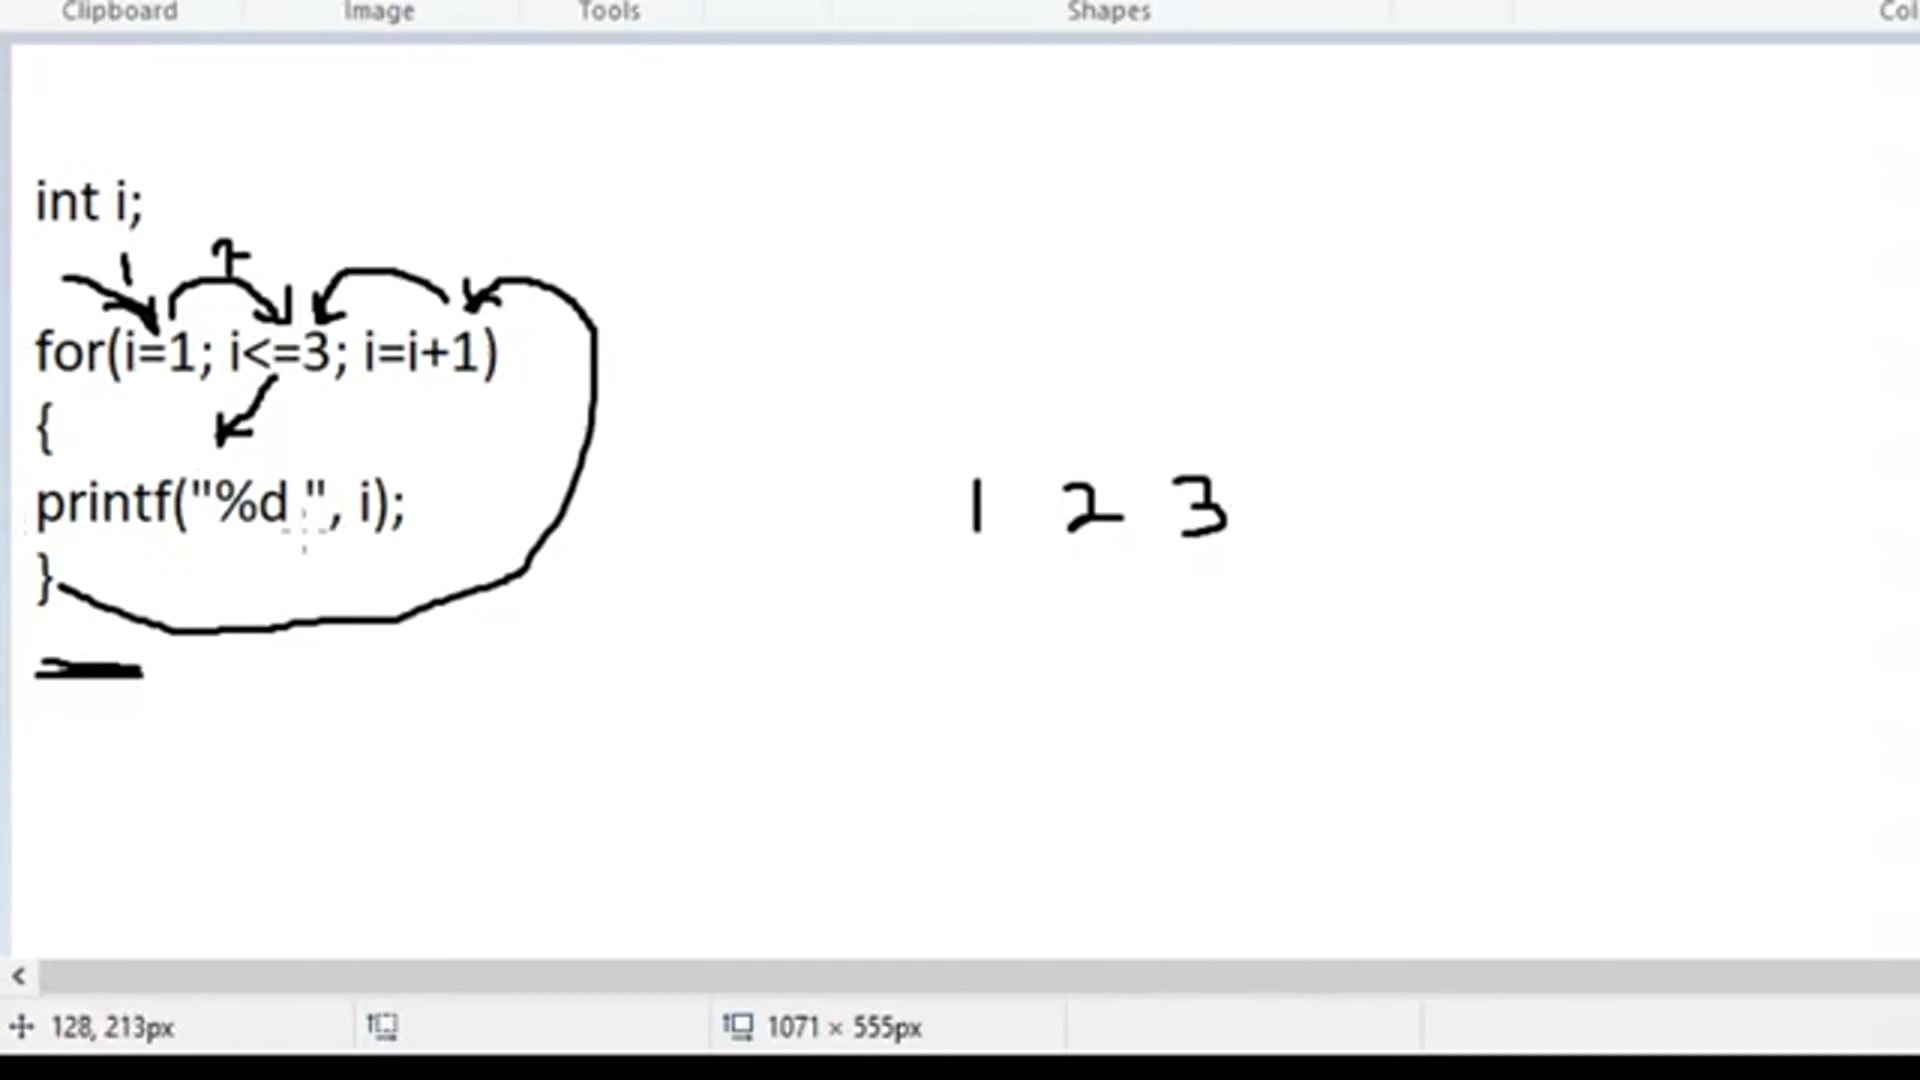 Clipboard Image Tools Shapes Col
int i;
1 2
for(i=1; i<=3; i=i+1)
{
printf("%d ", i);
}
1 2 3
128, 213px 1071 × 555px